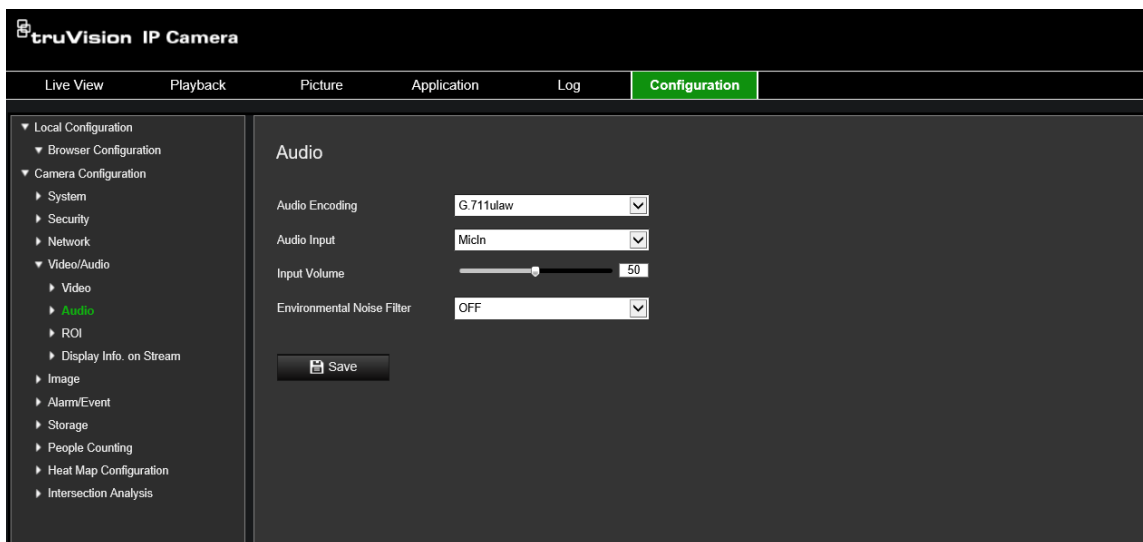 truVision IP Camera
Live View Playback Picture Application Log Configuration
Local Configuration
Browser Configuration
Camera Configuration
System
Security
Network
Video/Audio
Video
Audio
ROI
Display Info. on Stream
Image
Alarm/Event
Storage
People Counting
Heat Map Configuration
Intersection Analysis
Audio
Audio Encoding G.711ulaw
Audio Input MicIn
Input Volume 50
Environmental Noise Filter OFF
Save